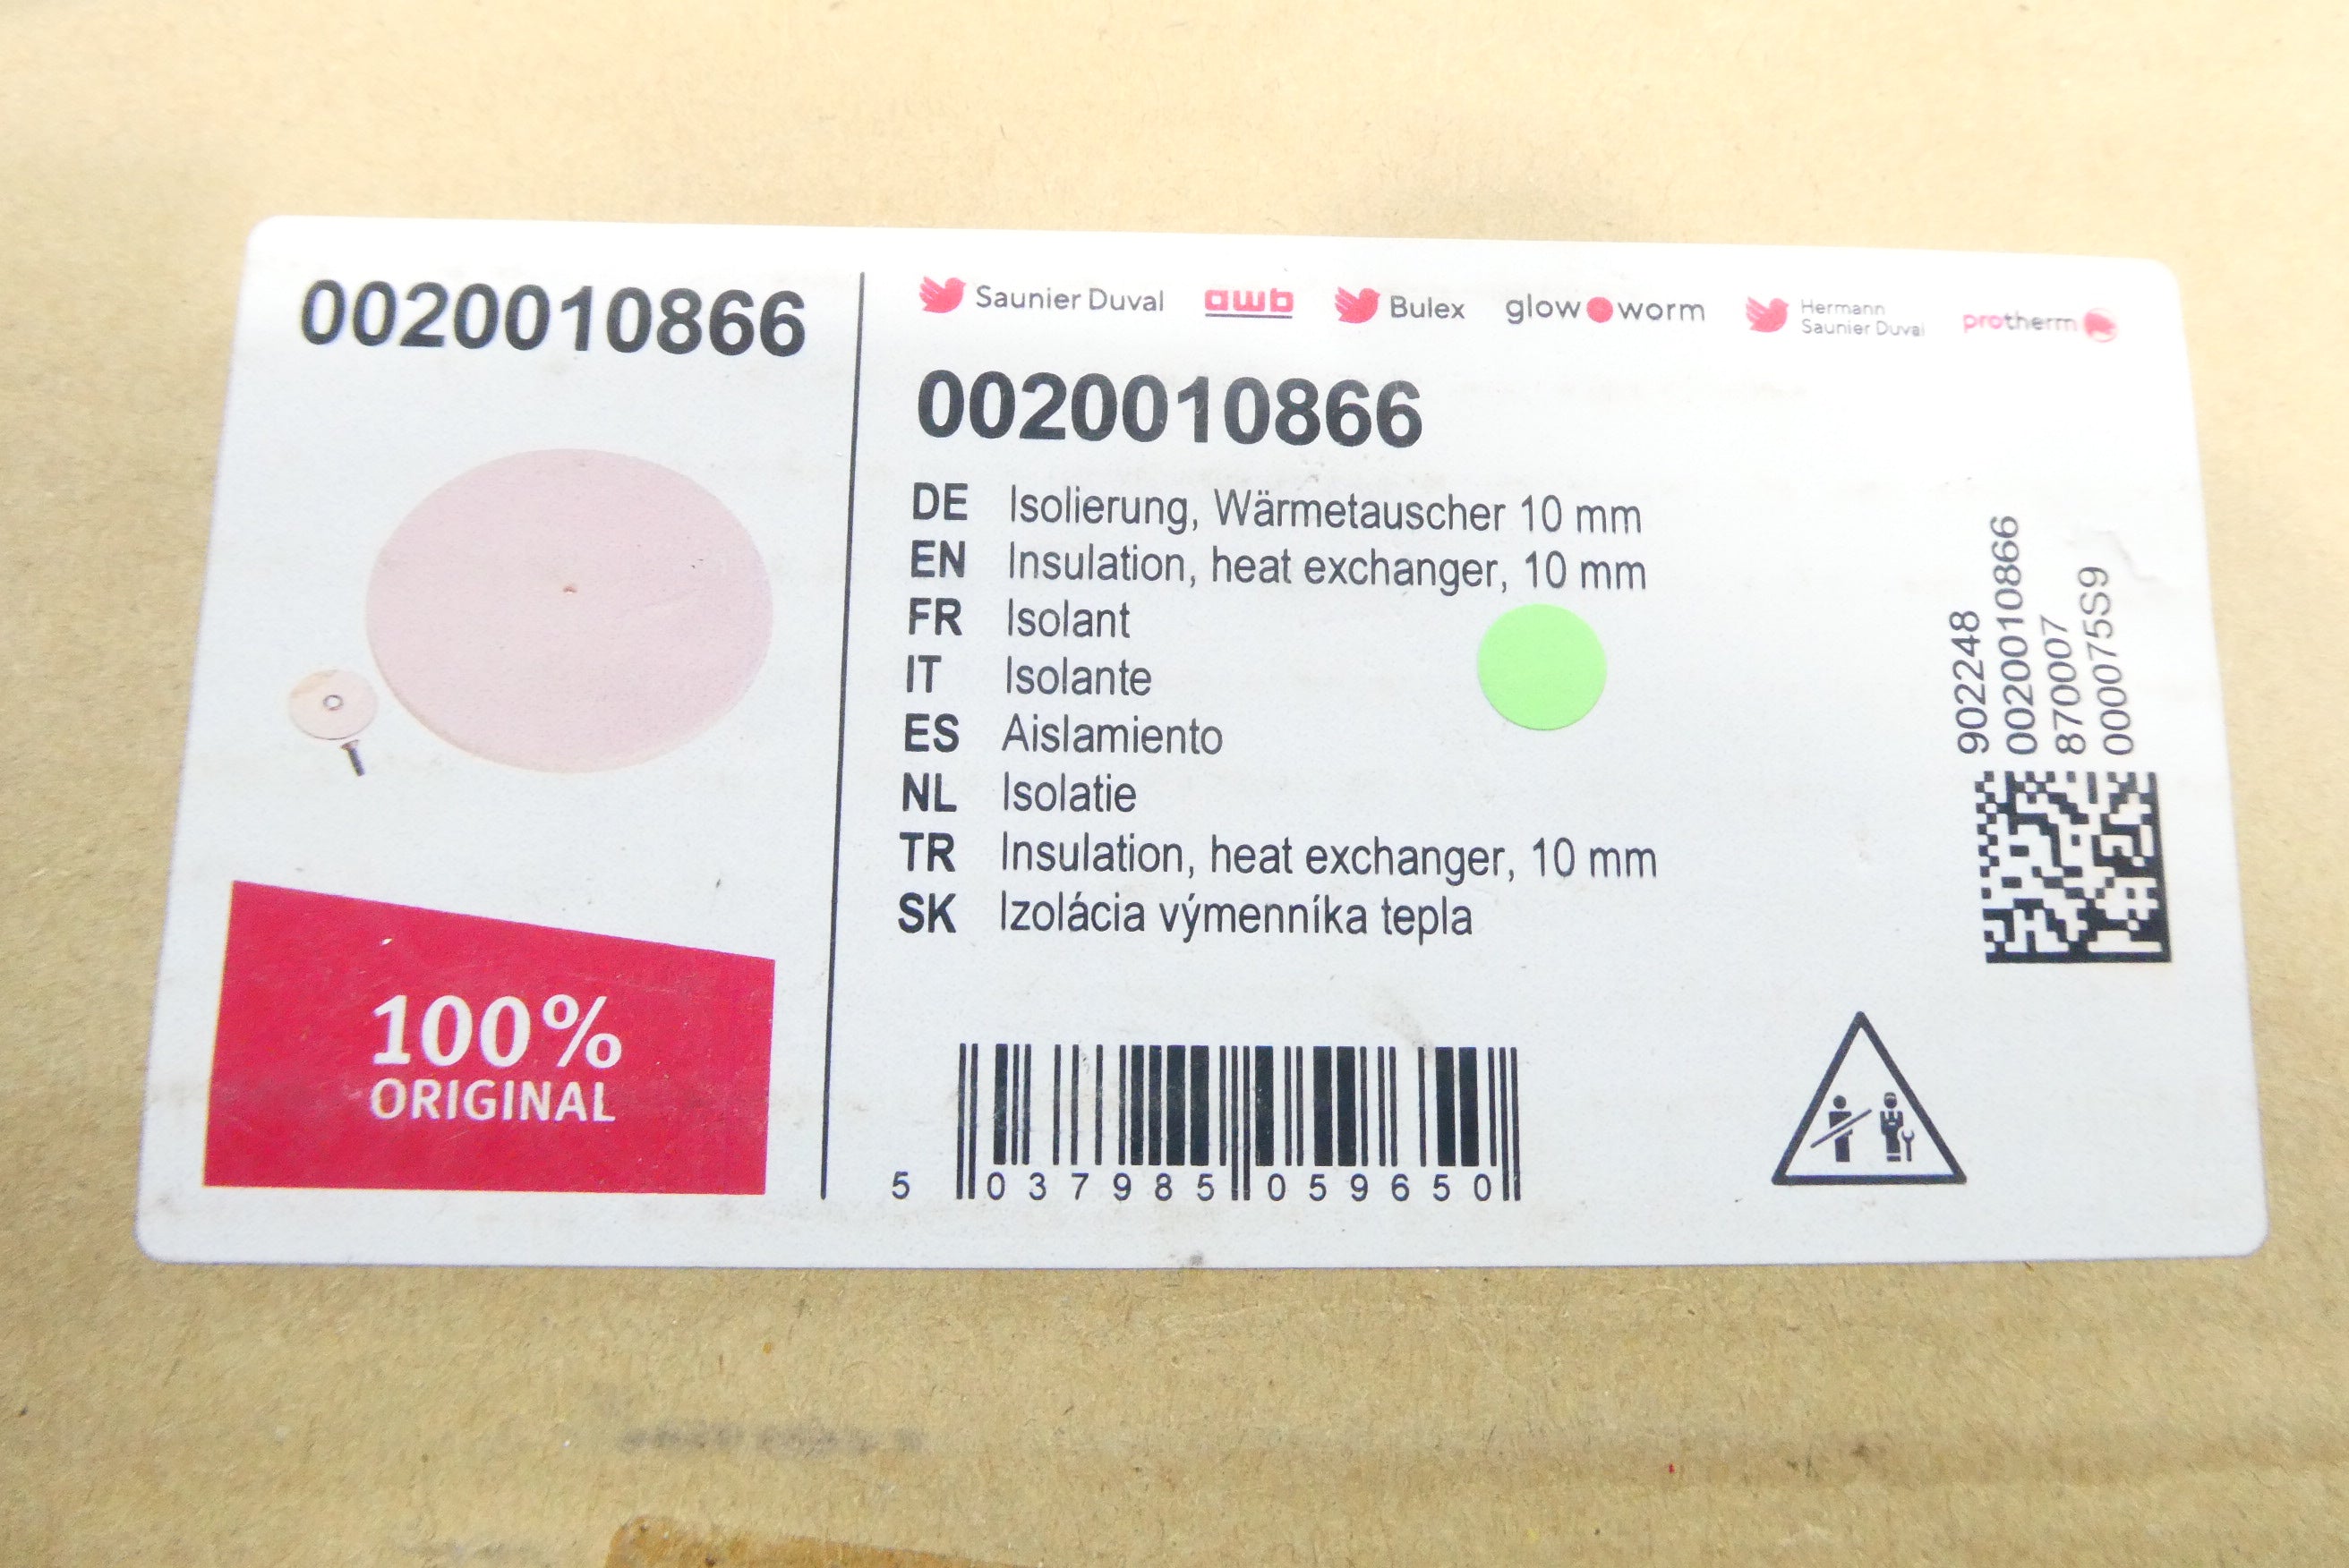 0020010866
100%
ORIGINAL
Saunier Duval awb Bulex glow worm Hermann Saunier Duval protherm
0020010866
DE Isolierung, Wärmetauscher 10 mm
EN Insulation, heat exchanger, 10 mm
FR Isolant
IT Isolante
ES Aislamiento
NL Isolatie
TR Insulation, heat exchanger, 10 mm
SK Izolácia výmenníka tepla
5 037985 059650
902248
0020010866
870007
000075S9